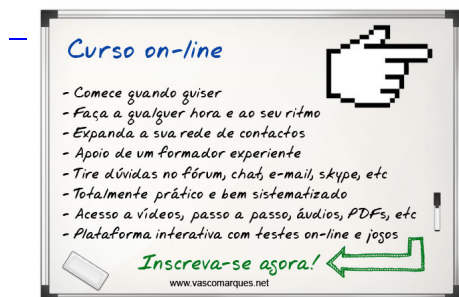 Curso on-line
- Comece quando quiser
- Faça a qualquer hora e ao seu ritmo
- Expanda a sua rede de contactos
- Apoio de um formador experiente
- Tire dúvidas no fórum, chat, e-mail, skype, etc
- Totalmente prático e bem sistematizado
- Acesso a vídeos, passo a passo, áudios, PDFs, etc
- Plataforma interativa com testes on-line e jogos
Inscreva-se agora!
www.vascomarques.net